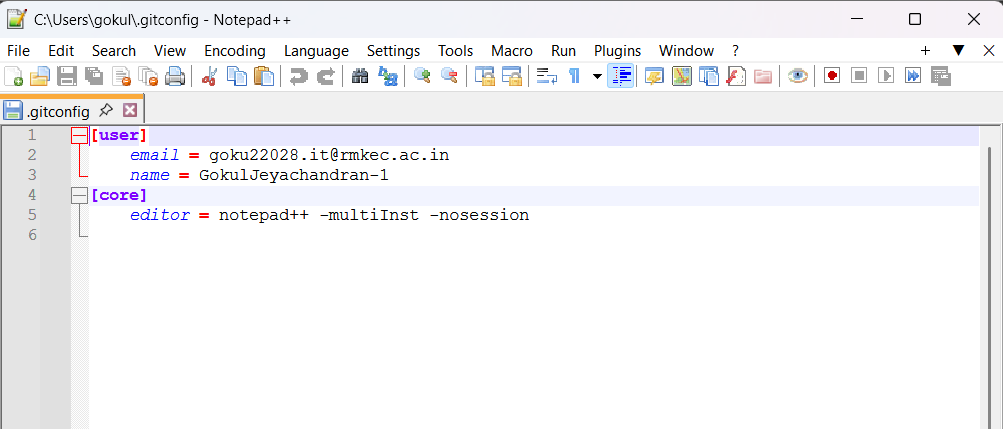 C:\Users\gokul\.gitconfig - Notepad++
File Edit Search View Encoding Language Settings Tools Macro Run Plugins Window ?
.gitconfig
1 [user]
2 email = goku22028.it@rmkec.ac.in
3 name = GokulJeyachandran-1
4 [core]
5 editor = notepad++ -multiInst -nosession
6